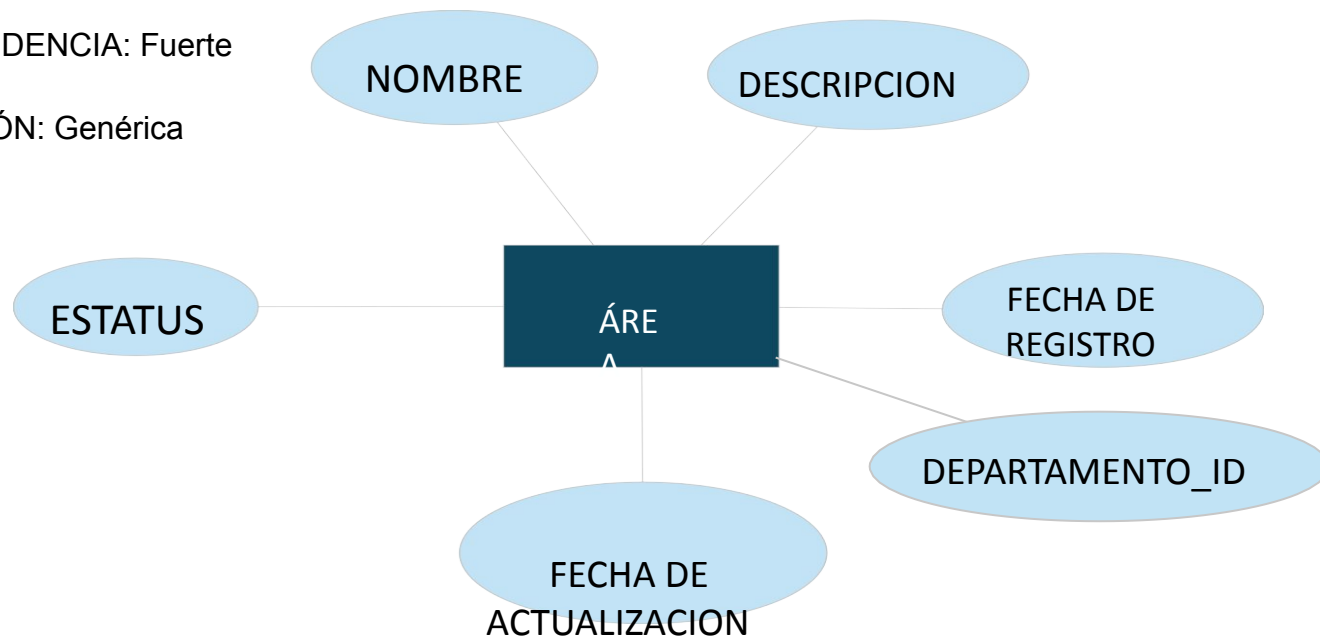 DENCIA: Fuerte
ÓN: Genérica
NOMBRE
DESCRIPCION
ESTATUS
ÁRE
A
FECHA DE
REGISTRO
DEPARTAMENTO_ID
FECHA DE
ACTUALIZACION